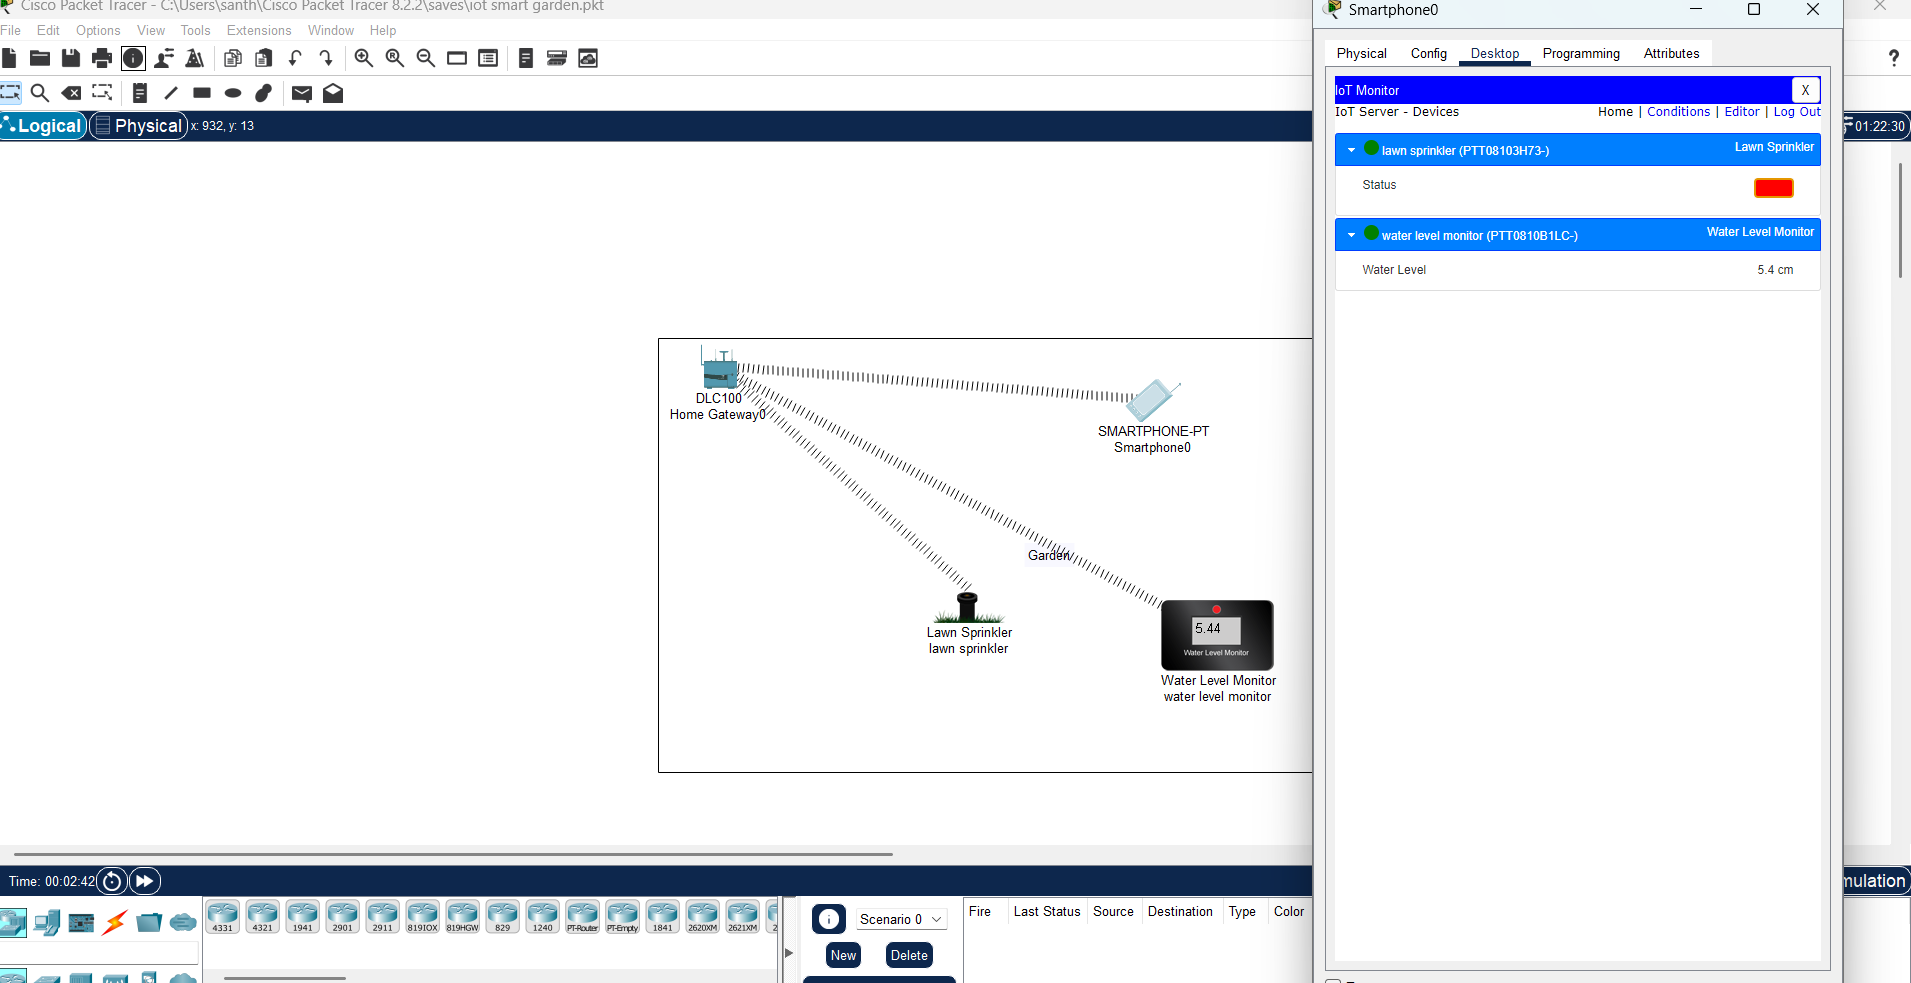 Cisco Packet Tracer - C:\Users\santh\Cisco Packet Tracer 8.2.2\saves\iot smart garden.pkt
File Edit Options View Tools Extensions Window Help
Logical Physical x: 932, y: 13
01:22:30
DLC100
Home Gateway0
SMARTPHONE-PT
Smartphone0
Garden
Lawn Sprinkler
lawn sprinkler
5.44
Water Level Monitor
Water Level Monitor
water level monitor
Smartphone0
Physical Config Desktop Programming Attributes
IoT Monitor X
IoT Server - Devices Home | Conditions | Editor | Log Out
lawn sprinkler (PTT08103H73-) Lawn Sprinkler
Status
water level monitor (PTT0810B1LC-) Water Level Monitor
Water Level 5.4 cm
Time: 00:02:42
mulation
4331 4321 1941 2901 2911 819IOX 819HGW 829 1240 PT-Router PT-Empty 1841 2620XM 2621XM 2
Scenario 0
New Delete
Fire Last Status Source Destination Type Color